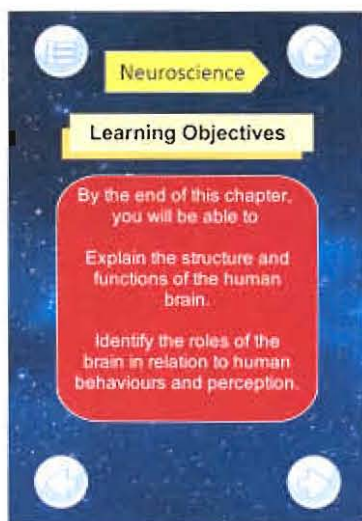 Neuroscience
Learning Objectives
By the end of this chapter,
you will be able to
Explain the structure and
functions of the human
brain.
Identify the roles of the
brain in relation to human
behaviours and perception.